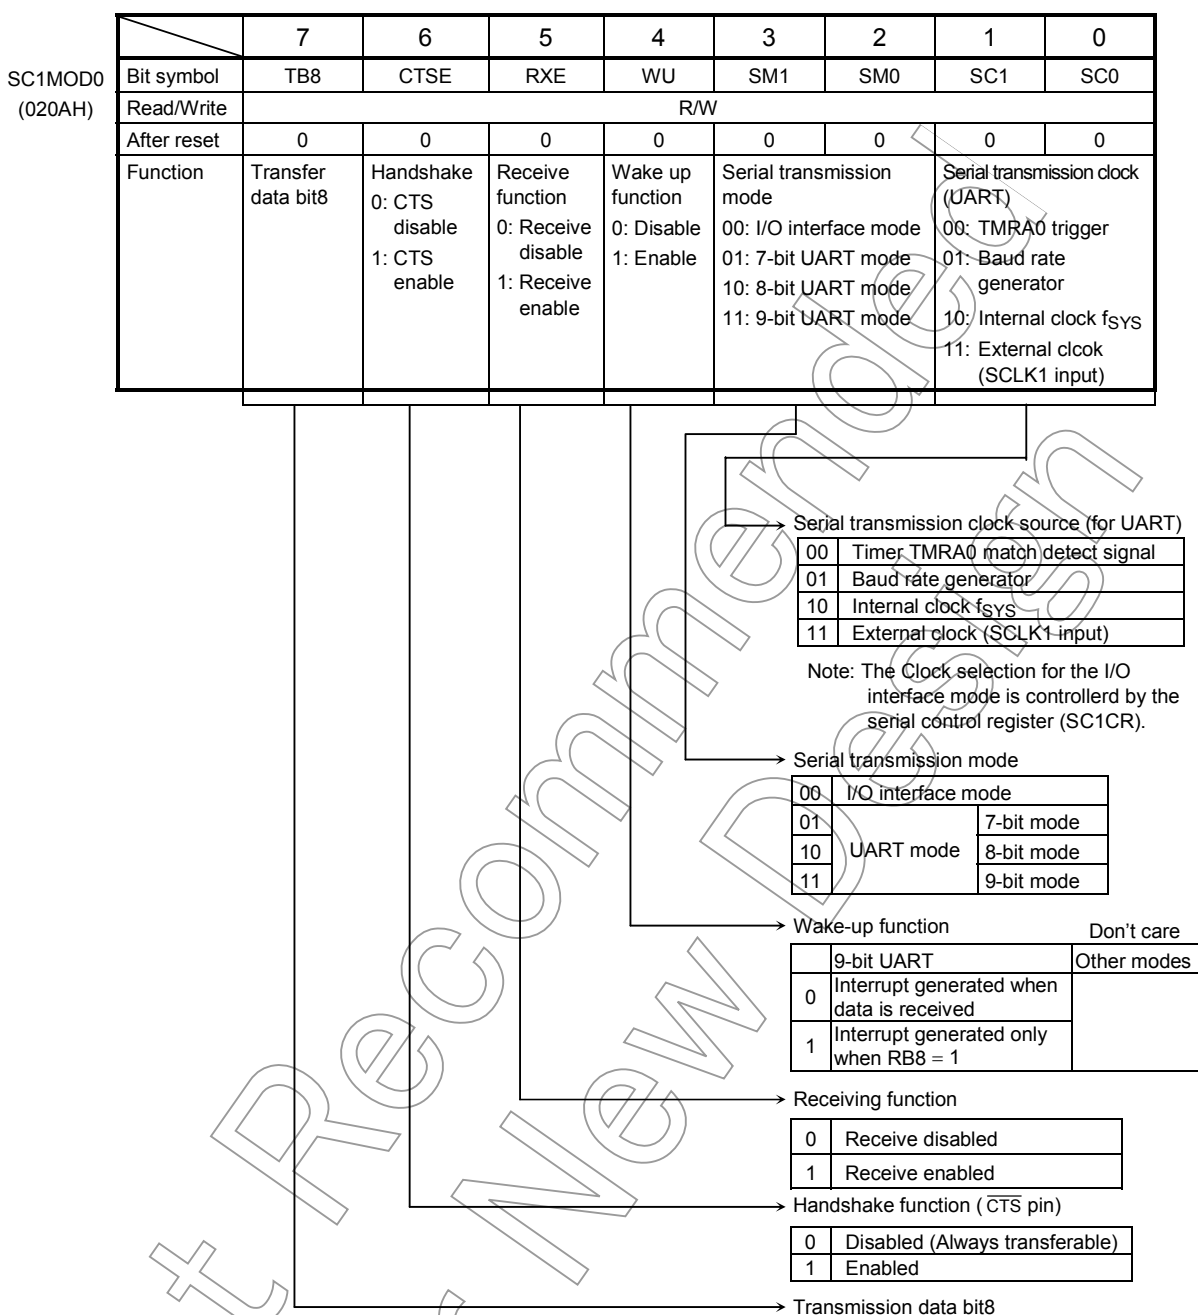 7 6 5 4 3 2 1 0
SC1MOD0 (020AH)
Bit symbol TB8 CTSE RXE WU SM1 SM0 SC1 SC0
Read/Write R/W
After reset 0 0 0 0 0 0 0 0
Function
Transfer
data bit8
Handshake
0: CTS
disable
1: CTS
enable
Receive
function
0: Receive
disable
1: Receive
enable
Wake up
function
0: Disable
1: Enable
Serial transmission
mode
00: I/O interface mode
01: 7-bit UART mode
10: 8-bit UART mode
11: 9-bit UART mode
Serial transmission clock
(UART)
00: TMRA0 trigger
01: Baud rate
generator
10: Internal clock fSYS
11: External clcok
(SCLK1 input)
Serial transmission clock source (for UART)
00 Timer TMRA0 match detect signal
01 Baud rate generator
10 Internal clock fSYS
11 External clock (SCLK1 input)
Note: The Clock selection for the I/O
interface mode is controllerd by the
serial control register (SC1CR).
Serial transmission mode
00 I/O interface mode
01 UART mode 7-bit mode
10 8-bit mode
11 9-bit mode
Wake-up function Don't care
9-bit UART Other modes
0 Interrupt generated when
data is received
1 Interrupt generated only
when RB8 = 1
Receiving function
0 Receive disabled
1 Receive enabled
Handshake function ( CTS pin)
0 Disabled (Always transferable)
1 Enabled
Transmission data bit8
t Recommended
New Design